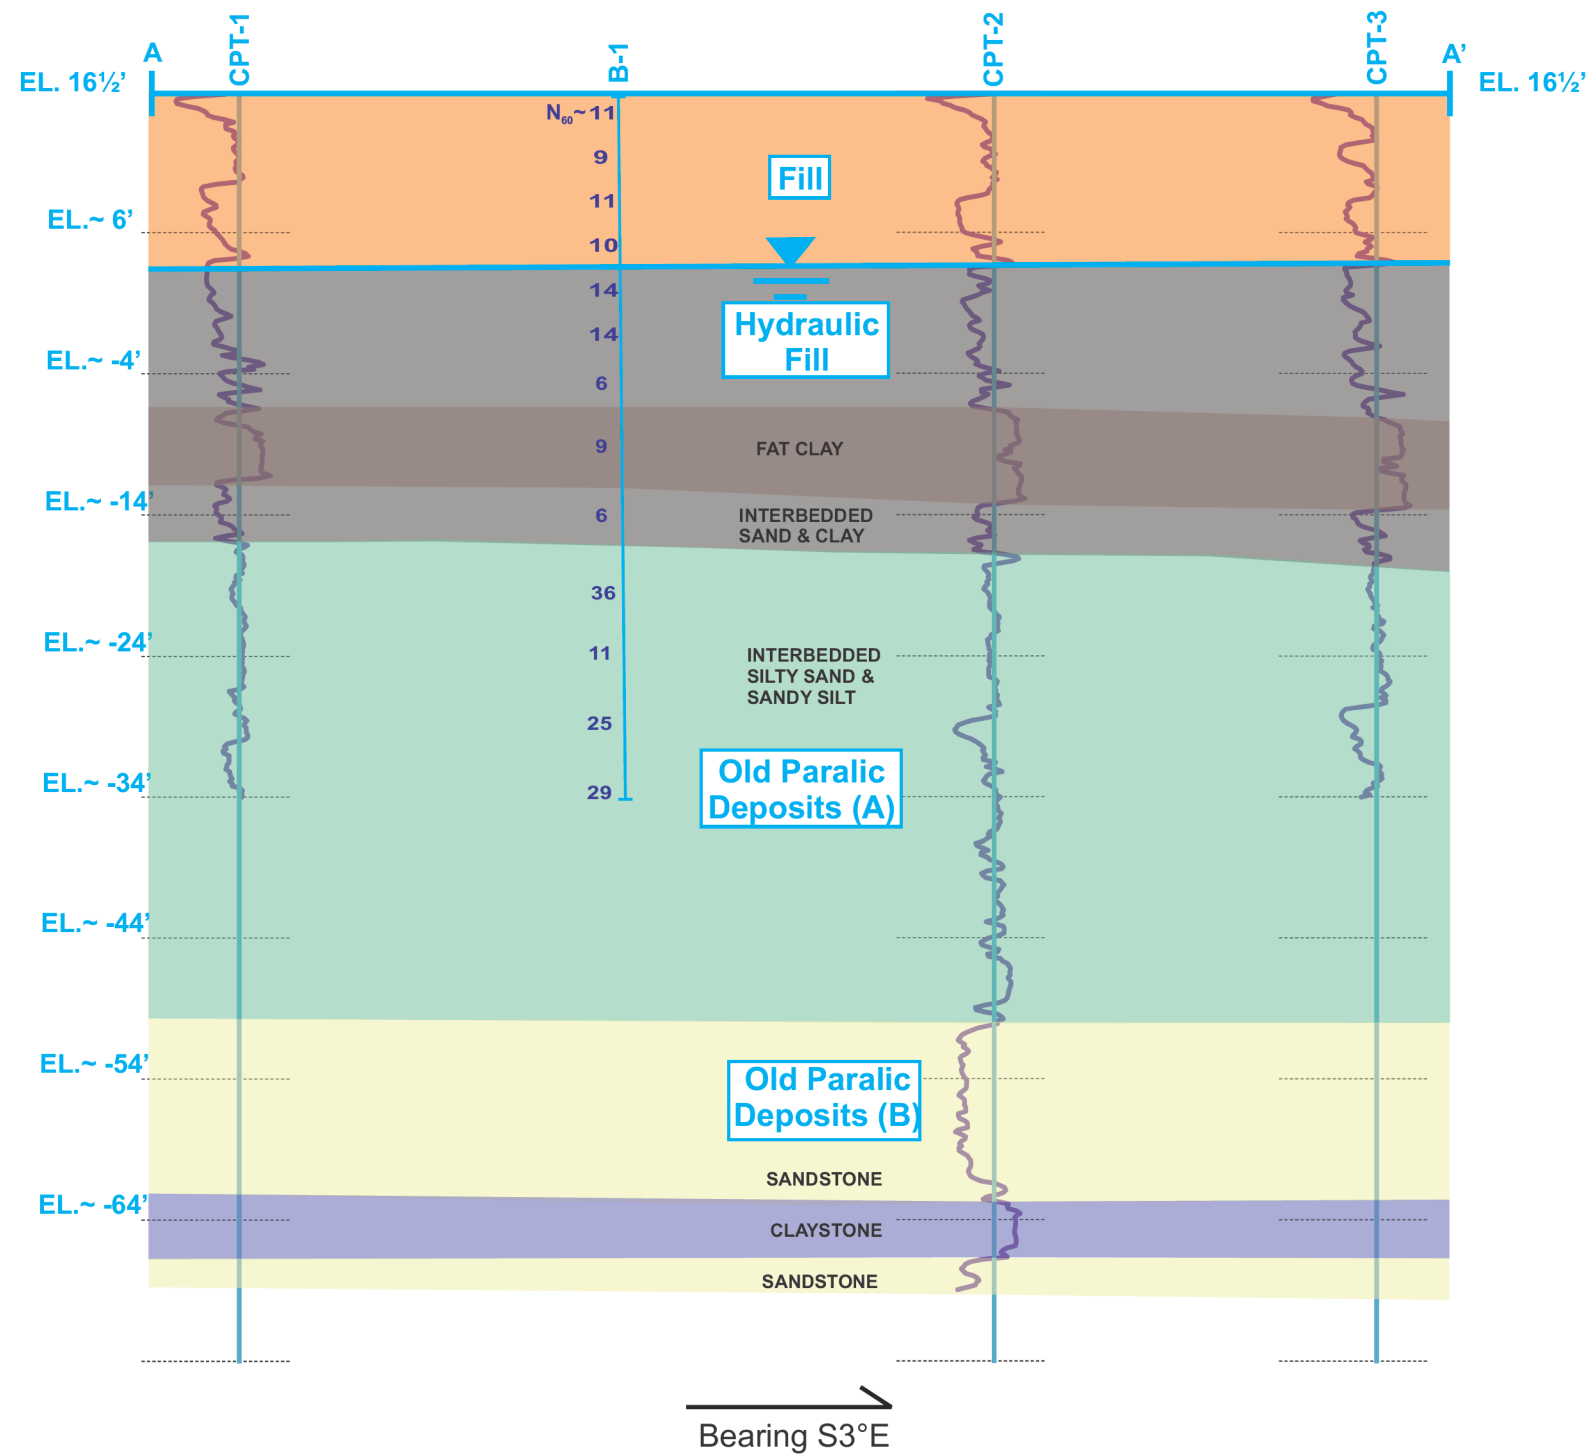 A
CPT-1
B-1
CPT-2
CPT-3
A’
EL. 16½’
EL. 16½’
N60~11
9
Fill
11
EL.~ 6’
10
14
Hydraulic
Fill
14
EL.~ -4’
6
9
FAT CLAY
EL.~ -14’
6
INTERBEDDED
SAND & CLAY
36
EL.~ -24’
11
INTERBEDDED
SILTY SAND &
SANDY SILT
25
Old Paralic
Deposits (A)
EL.~ -34’
29
EL.~ -44’
EL.~ -54’
Old Paralic
Deposits (B)
SANDSTONE
EL.~ -64’
CLAYSTONE
SANDSTONE
Bearing S3°E